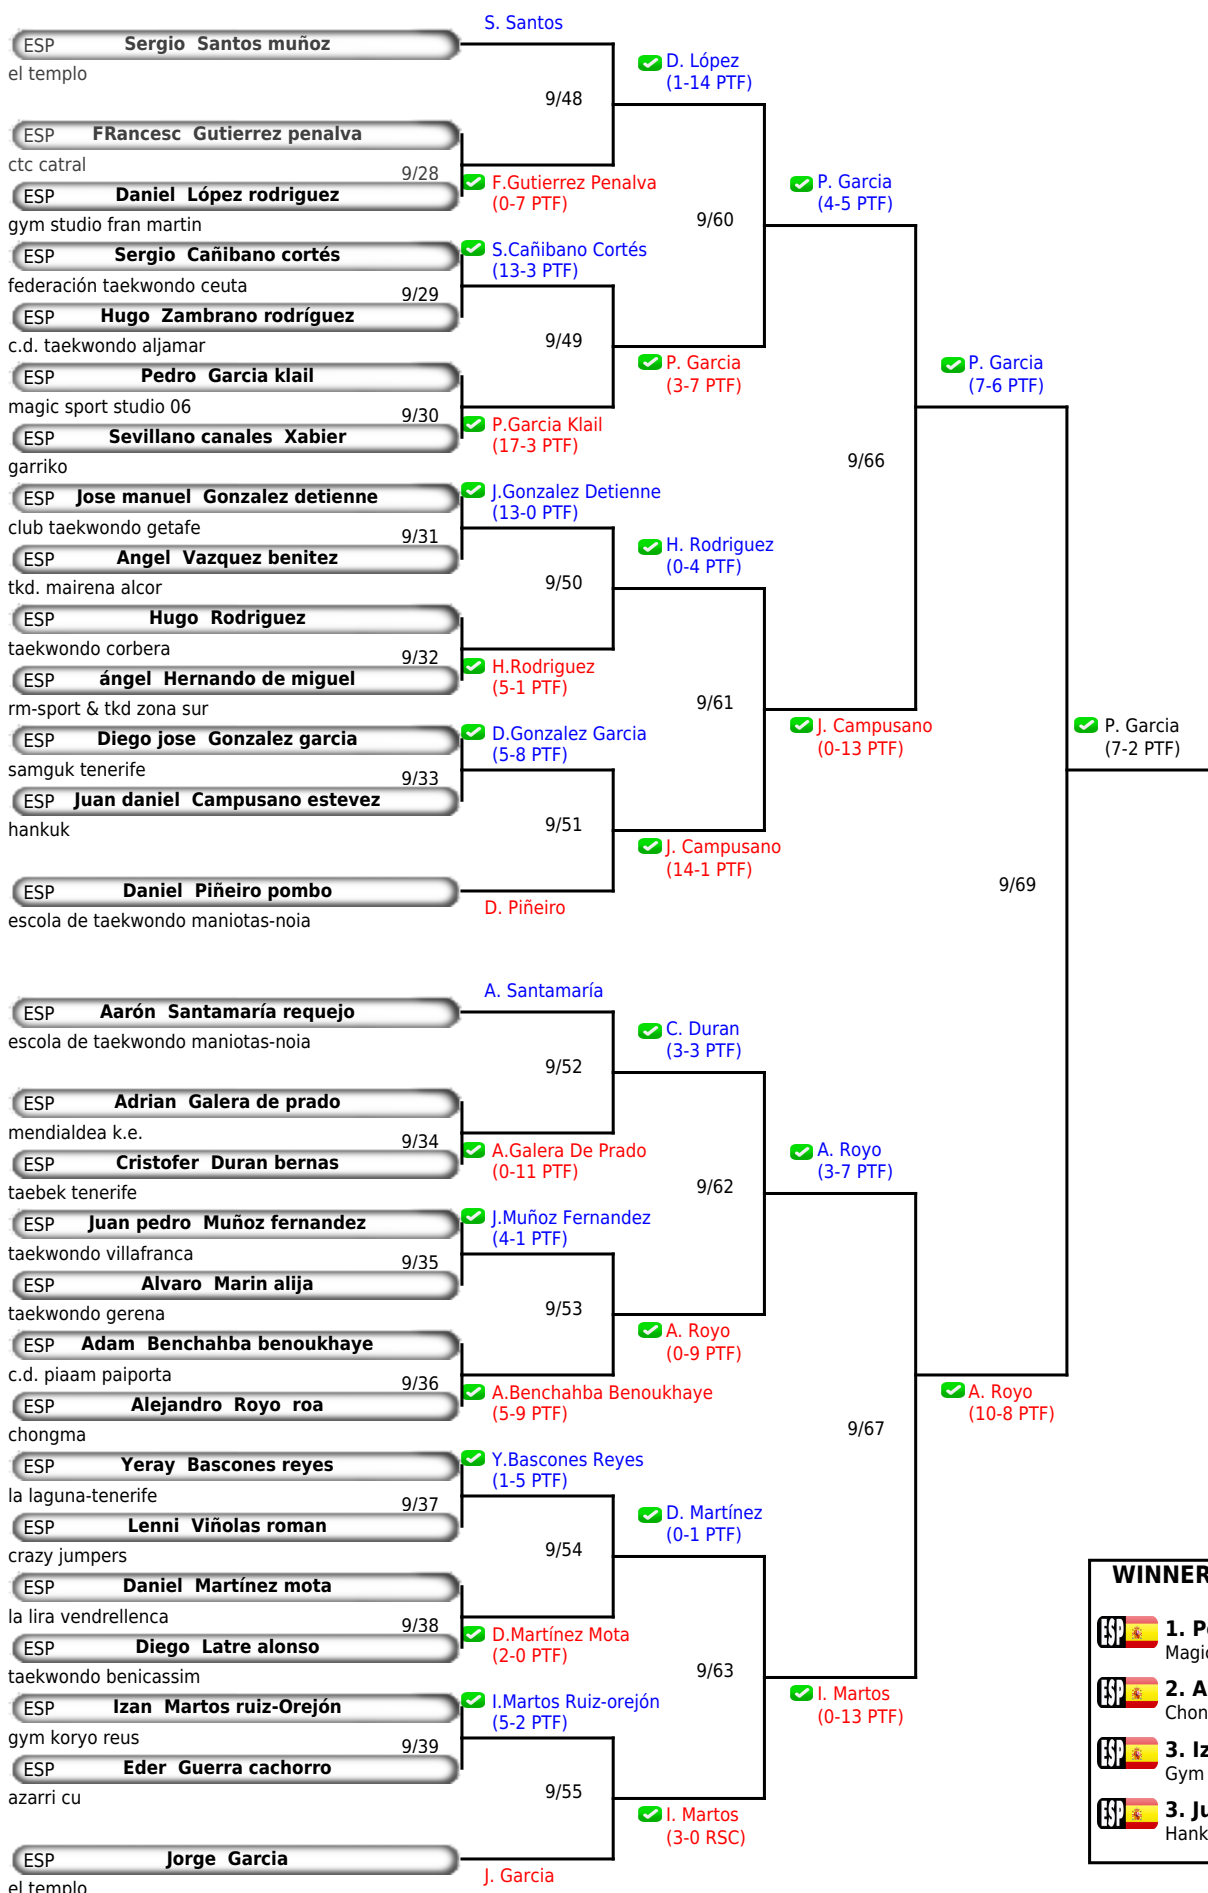 S. Santos
ESP Sergio Santos muñoz
el templo
D. López
(1-14 PTF)
9/48
ESP FRancesc Gutierrez penalva
ctc catral
9/28
F.Gutierrez Penalva
(0-7 PTF)
ESP Daniel López rodriguez
gym studio fran martin
P. Garcia
(4-5 PTF)
9/60
ESP Sergio Cañibano cortés
federación taekwondo ceuta
S.Cañibano Cortés
(13-3 PTF)
9/29
ESP Hugo Zambrano rodríguez
c.d. taekwondo aljamar
9/49
P. Garcia
(3-7 PTF)
ESP Pedro Garcia klail
magic sport studio 06
9/30
P.Garcia Klail
(17-3 PTF)
ESP Sevillano canales Xabier
garriko
P. Garcia
(7-6 PTF)
9/66
ESP Jose manuel Gonzalez detienne
club taekwondo getafe
J.Gonzalez Detienne
(13-0 PTF)
9/31
ESP Angel Vazquez benitez
tkd. mairena alcor
H. Rodriguez
(0-4 PTF)
9/50
ESP Hugo Rodriguez
taekwondo corbera
9/32
H.Rodriguez
(5-1 PTF)
ESP ángel Hernando de miguel
rm-sport & tkd zona sur
9/61
J. Campusano
(0-13 PTF)
P. Garcia
(7-2 PTF)
ESP Diego jose Gonzalez garcia
samguk tenerife
D.Gonzalez Garcia
(5-8 PTF)
9/33
ESP Juan daniel Campusano estevez
hankuk
9/51
J. Campusano
(14-1 PTF)
ESP Daniel Piñeiro pombo
escola de taekwondo maniotas-noia
D. Piñeiro
9/69
A. Santamaría
ESP Aarón Santamaría requejo
escola de taekwondo maniotas-noia
C. Duran
(3-3 PTF)
9/52
ESP Adrian Galera de prado
mendialdea k.e.
9/34
A.Galera De Prado
(0-11 PTF)
ESP Cristofer Duran bernas
taebek tenerife
A. Royo
(3-7 PTF)
9/62
ESP Juan pedro Muñoz fernandez
taekwondo villafranca
J.Muñoz Fernandez
(4-1 PTF)
9/35
ESP Alvaro Marin alija
taekwondo gerena
9/53
A. Royo
(0-9 PTF)
ESP Adam Benchahba benoukhaye
c.d. piaam paiporta
9/36
A.Benchahba Benoukhaye
(5-9 PTF)
ESP Alejandro Royo roa
chongma
A. Royo
(10-8 PTF)
9/67
ESP Yeray Bascones reyes
la laguna-tenerife
Y.Bascones Reyes
(1-5 PTF)
9/37
ESP Lenni Viñolas roman
crazy jumpers
D. Martínez
(0-1 PTF)
9/54
ESP Daniel Martínez mota
la lira vendrellenca
9/38
D.Martínez Mota
(2-0 PTF)
ESP Diego Latre alonso
taekwondo benicassim
9/63
I. Martos
(0-13 PTF)
ESP Izan Martos ruiz-Orejón
gym koryo reus
I.Martos Ruiz-orejón
(5-2 PTF)
9/39
ESP Eder Guerra cachorro
azarri cu
9/55
I. Martos
(3-0 RSC)
ESP Jorge Garcia
el templo
J. Garcia
WINNER
ESP 1. Pe
Magic
ESP 2. A
Chon
ESP 3. Iz
Gym
ESP 3. Ju
Hank